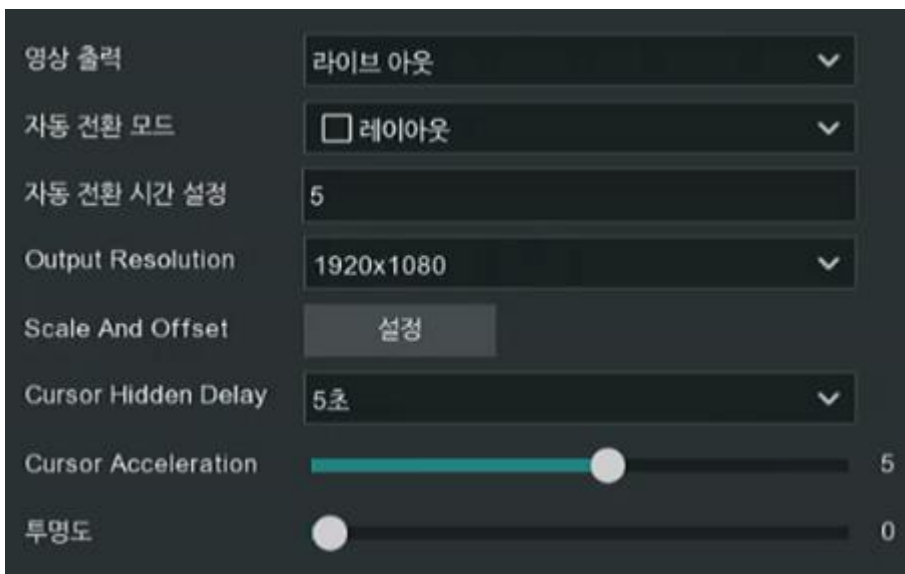 영상 출력 라이브 아웃
자동 전환 모드 레이아웃
자동 전환 시간 설정 5
Output Resolution 1920x1080
Scale And Offset 설정
Cursor Hidden Delay 5초
Cursor Acceleration 5
투명도 0